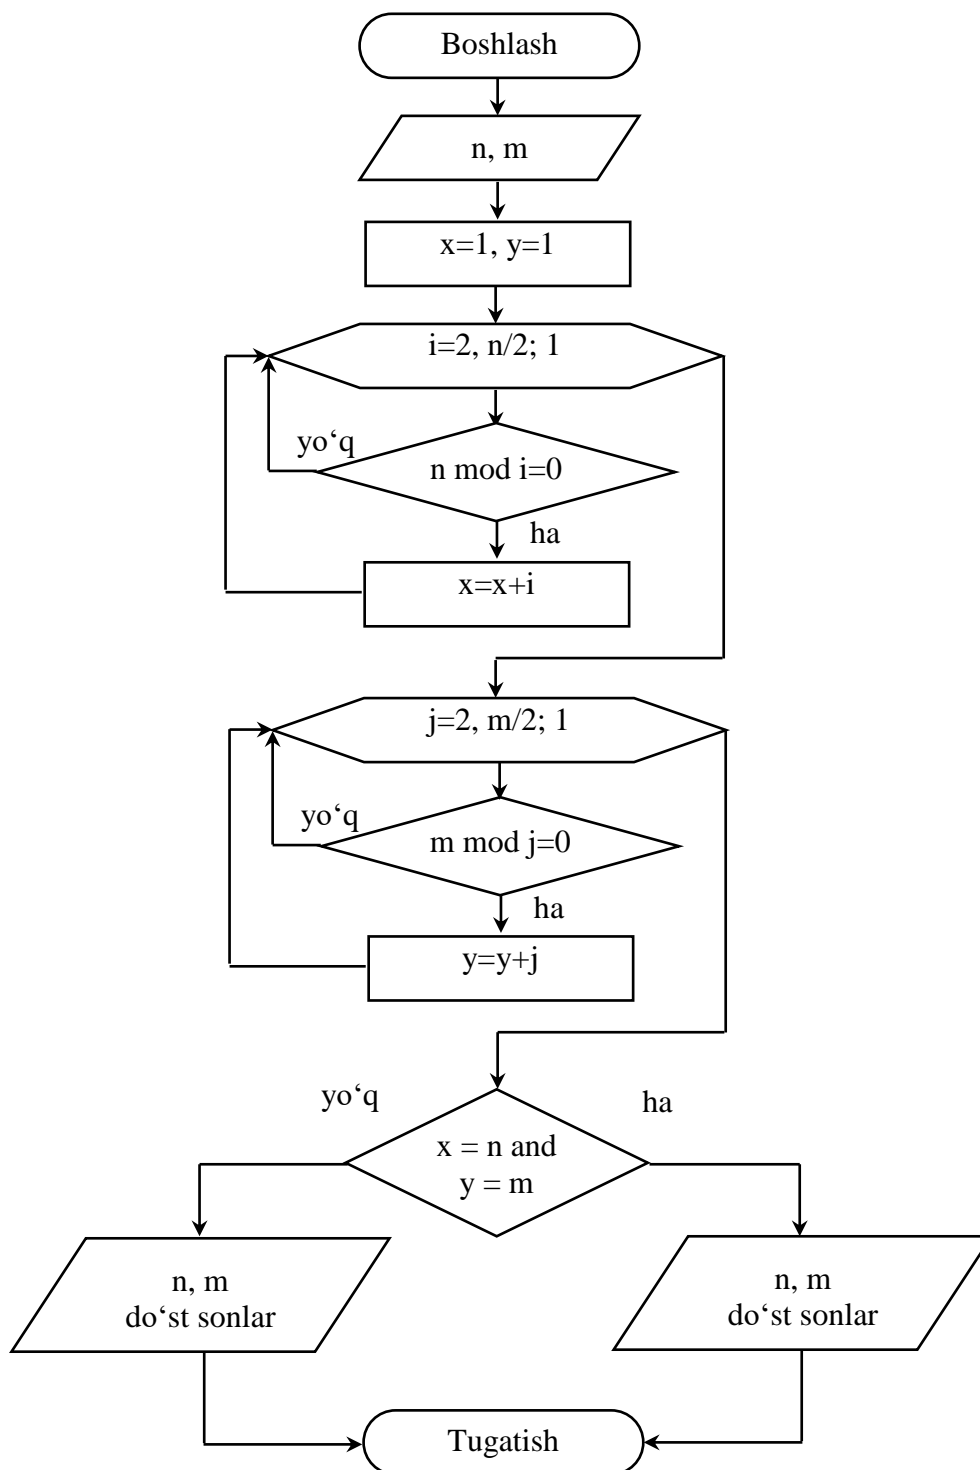 Boshlash
n, m
x=1, y=1
i=2, n/2; 1
yo‘q
n mod i=0
ha
x=x+i
j=2, m/2; 1
yo‘q
m mod j=0
ha
y=y+j
yo‘q
ha
x = n and
y = m
n, m
do‘st sonlar
n, m
do‘st sonlar
Tugatish